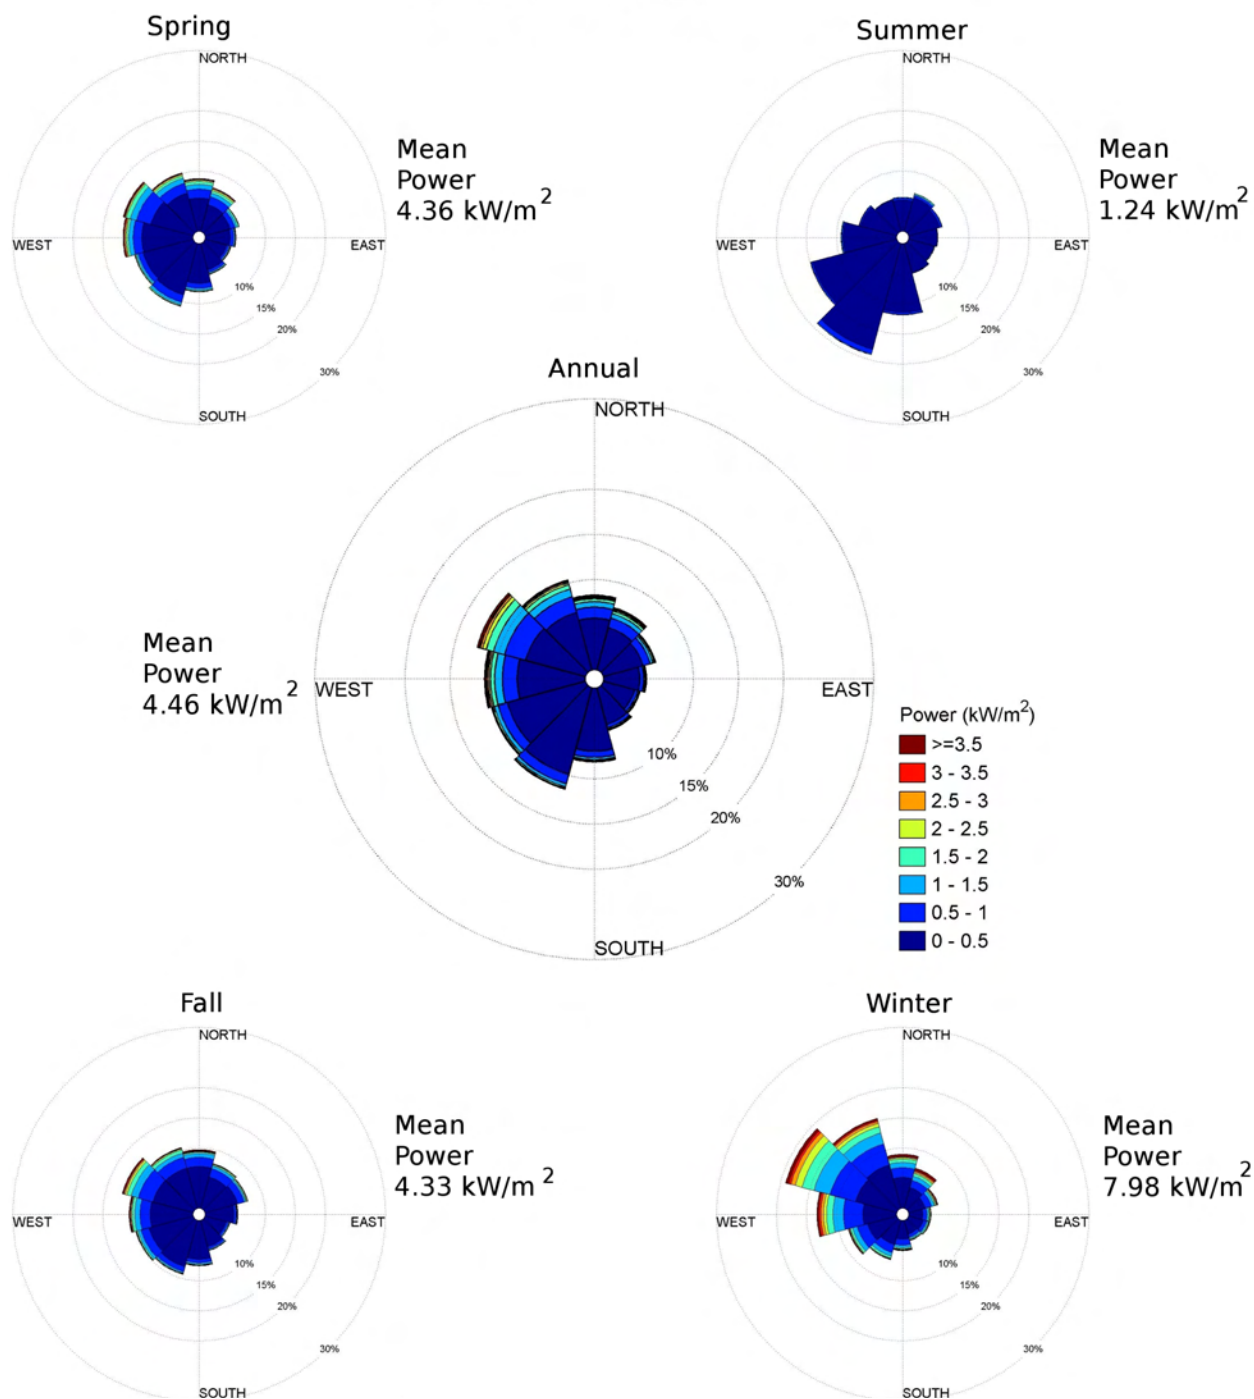 Spring
NORTH
WEST
EAST
SOUTH
10%
15%
20%
30%
Mean
Power
4.36 kW/m²
Summer
NORTH
WEST
EAST
SOUTH
10%
15%
20%
30%
Mean
Power
1.24 kW/m²
Annual
NORTH
WEST
EAST
SOUTH
10%
15%
20%
30%
Mean
Power
4.46 kW/m²
Power (kW/m²)
>=3.5
3 - 3.5
2.5 - 3
2 - 2.5
1.5 - 2
1 - 1.5
0.5 - 1
0 - 0.5
Fall
NORTH
WEST
EAST
SOUTH
10%
15%
20%
30%
Mean
Power
4.33 kW/m²
Winter
NORTH
WEST
EAST
SOUTH
10%
15%
20%
30%
Mean
Power
7.98 kW/m²